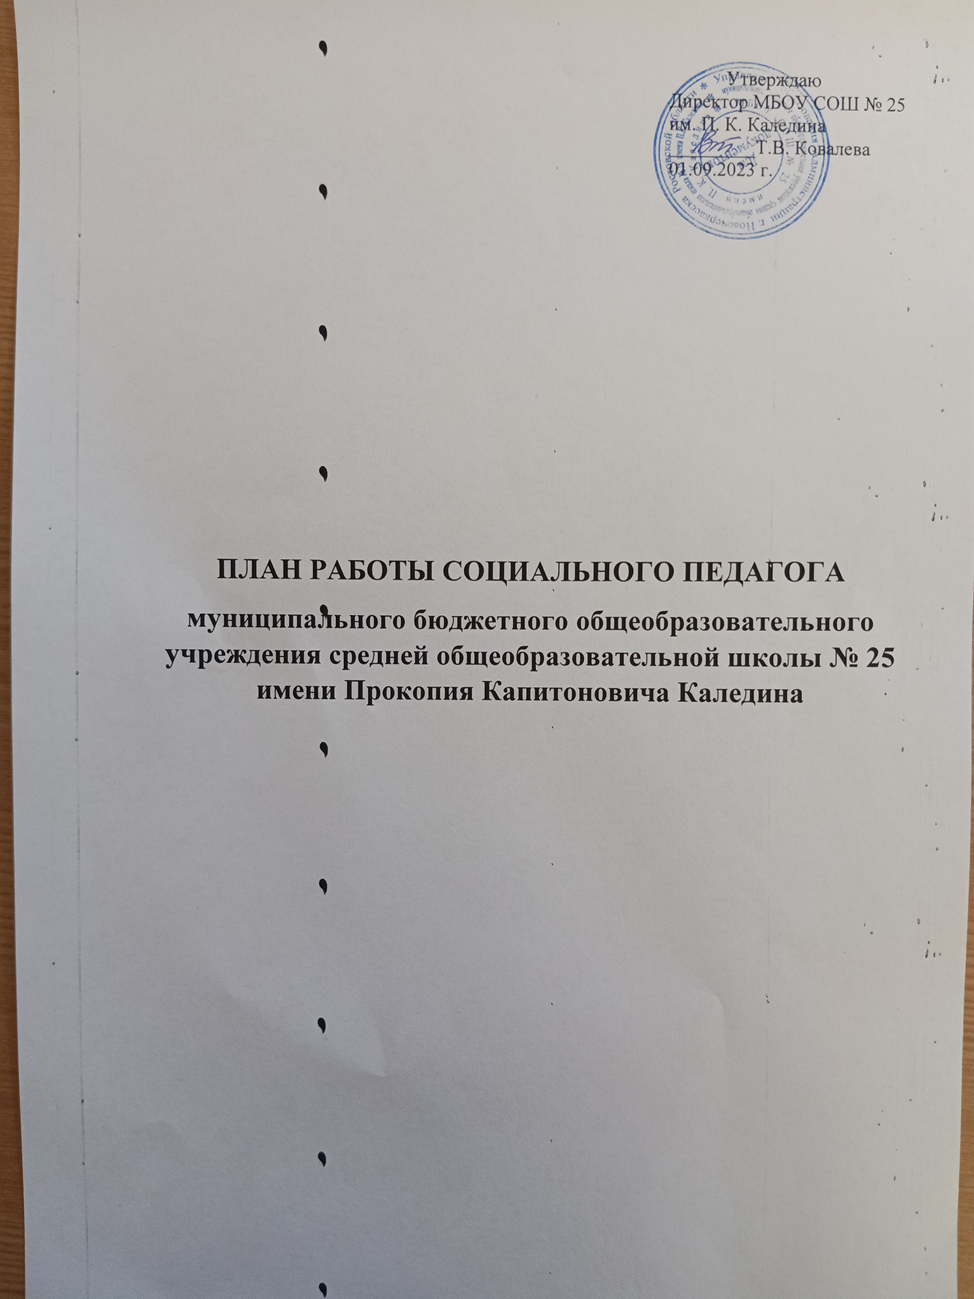 Утверждаю
Директор МБОУ СОШ № 25
им. П. К. Каледина
Т.В. Ковалева
01.09.2023 г.
ПЛАН РАБОТЫ СОЦИАЛЬНОГО ПЕДАГОГА
муниципального бюджетного общеобразовательного
учреждения средней общеобразовательной школы № 25
имени Прокопия Капитоновича Каледина